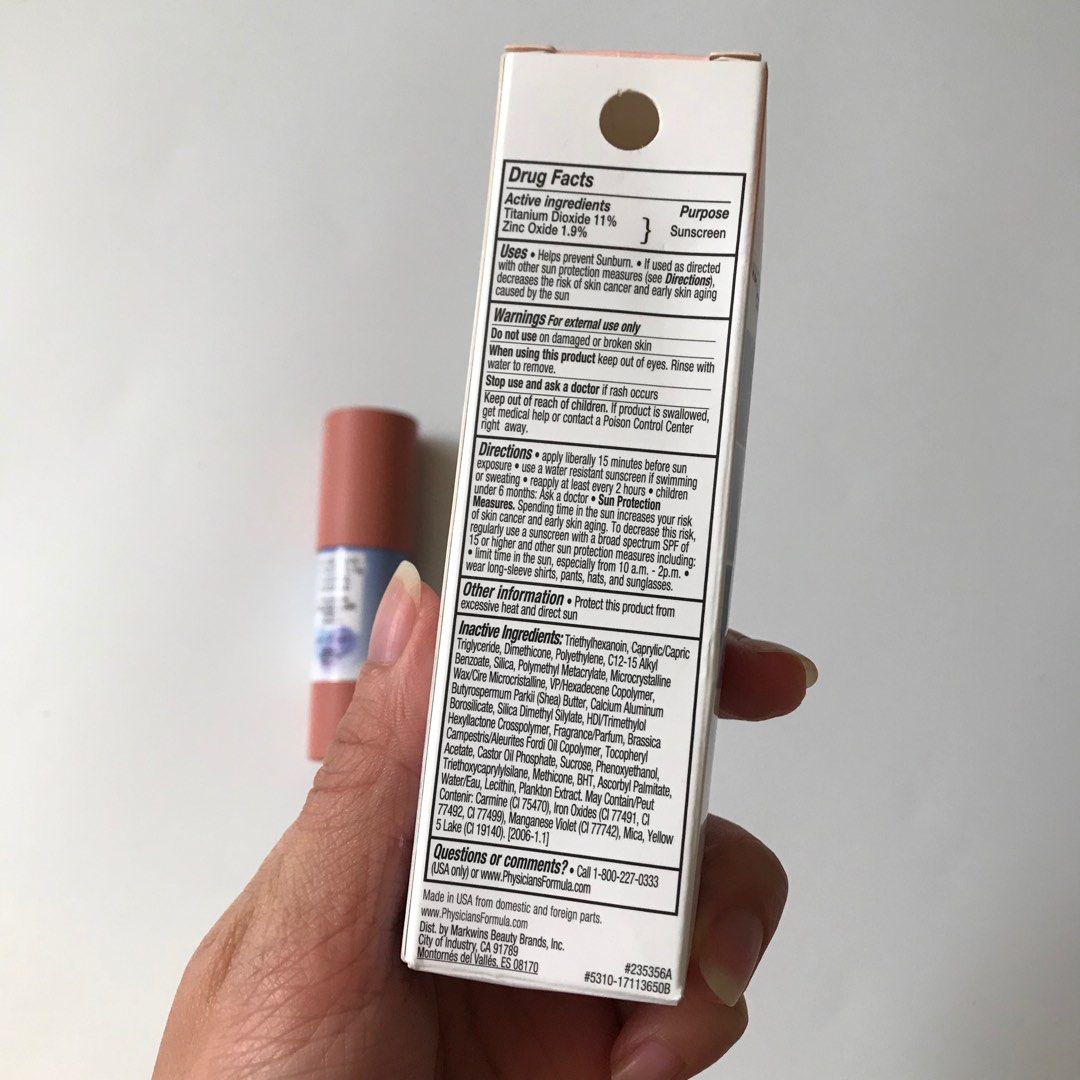 Drug Facts
Active ingredients Purpose
Titanium Dioxide 11%
Zinc Oxide 1.9% } Sunscreen
Uses • Helps prevent Sunburn. • If used as directed
with other sun protection measures (see Directions),
decreases the risk of skin cancer and early skin aging
caused by the sun
Warnings For external use only
Do not use on damaged or broken skin
When using this product keep out of eyes. Rinse with
water to remove.
Stop use and ask a doctor if rash occurs
Keep out of reach of children. If product is swallowed,
get medical help or contact a Poison Control Center
right away.
Directions • apply liberally 15 minutes before sun
exposure • use a water resistant sunscreen if swimming
or sweating • reapply at least every 2 hours • children
under 6 months: Ask a doctor • Sun Protection
Measures. Spending time in the sun increases your risk
of skin cancer and early skin aging. To decrease this risk,
regularly use a sunscreen with a broad spectrum SPF of
15 or higher and other sun protection measures including:
• limit time in the sun, especially from 10 a.m. - 2p.m. •
wear long-sleeve shirts, pants, hats, and sunglasses.
Other information • Protect this product from
excessive heat and direct sun
Inactive Ingredients: Triethylhexanoin, Caprylic/Capric
Triglyceride, Dimethicone, Polyethylene, C12-15 Alkyl
Benzoate, Silica, Polymethyl Metacrylate, Microcrystalline
Wax/Cire Microcristalline, VP/Hexadecene Copolymer,
Butyrospermum Parkii (Shea) Butter, Calcium Aluminum
Borosilicate, Silica Dimethyl Silylate, HDI/Trimethylol
Hexyllactone Crosspolymer, Fragrance/Parfum, Brassica
Campestris/Aleurites Fordi Oil Copolymer, Tocopheryl
Acetate, Castor Oil Phosphate, Sucrose, Phenoxyethanol,
Triethoxycaprylylsilane, Methicone, BHT, Ascorbyl Palmitate,
Water/Eau, Lecithin, Plankton Extract. May Contain/Peut
Contenir: Carmine (CI 75470), Iron Oxides (CI 77491, CI
77492, CI 77499), Manganese Violet (CI 77742), Mica, Yellow
5 Lake (CI 19140). [2006-1.1]
Questions or comments? • Call 1-800-227-0333
(USA only) or www.PhysiciansFormula.com
Made in USA from domestic and foreign parts.
www.PhysiciansFormula.com
Dist. by Markwins Beauty Brands, Inc.
City of Industry, CA 91789
Montornés del Vallés, ES 08170
#235356A
#5310-17113650B